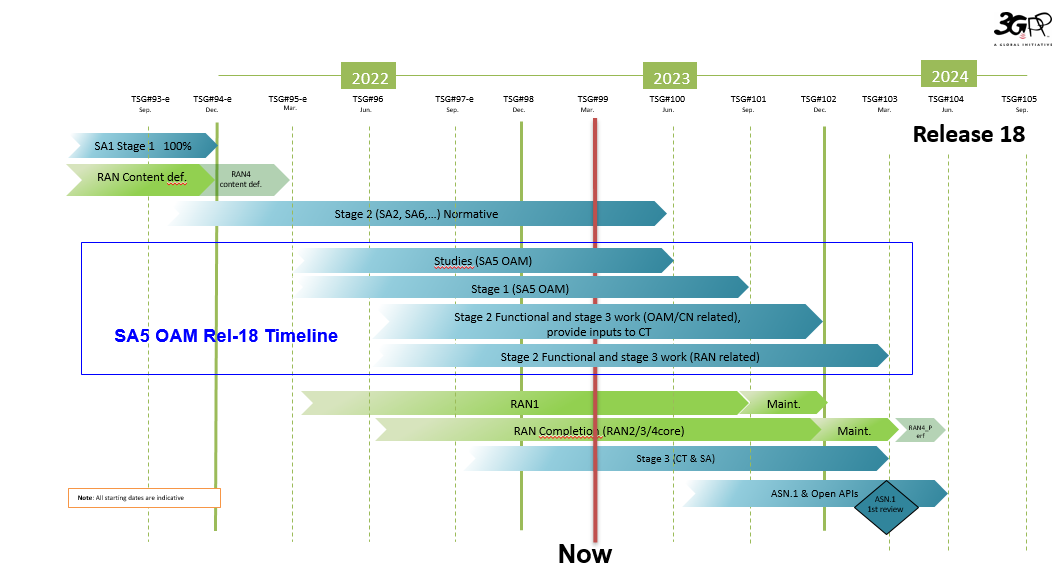 3GPP
A GLOBAL INITIATIVE
2022
2023
2024
TSG#93-e
Sep.
TSG#94-e
Dec.
TSG#95-e
Mar.
TSG#96
Jun.
TSG#97-e
Sep.
TSG#98
Dec.
TSG#99
Mar.
TSG#100
Jun.
TSG#101
Sep.
TSG#102
Dec.
TSG#103
Mar.
TSG#104
Jun.
TSG#105
Sep.
Release 18
SA1 Stage 1 100%
RAN Content def.
RAN4
content def.
Stage 2 (SA2, SA6,…) Normative
Studies (SA5 OAM)
Stage 1 (SA5 OAM)
Stage 2 Functional and stage 3 work (OAM/CN related),
provide inputs to CT
SA5 OAM Rel-18 Timeline
Stage 2 Functional and stage 3 work (RAN related)
RAN1
Maint.
RAN Completion (RAN2/3/4core)
Maint.
RAN4_P
erf
Stage 3 (CT & SA)
ASN.1 & Open APIs
ASN.1
1st review
Note: All starting dates are indicative
Now